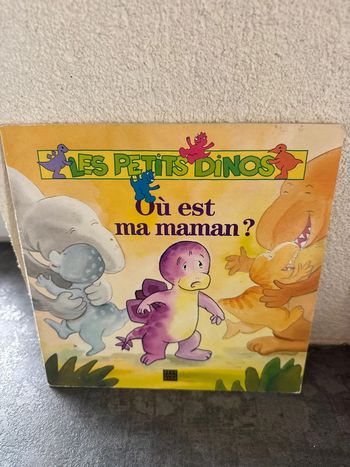 LES PETITS DINOS
Où est
ma maman ?